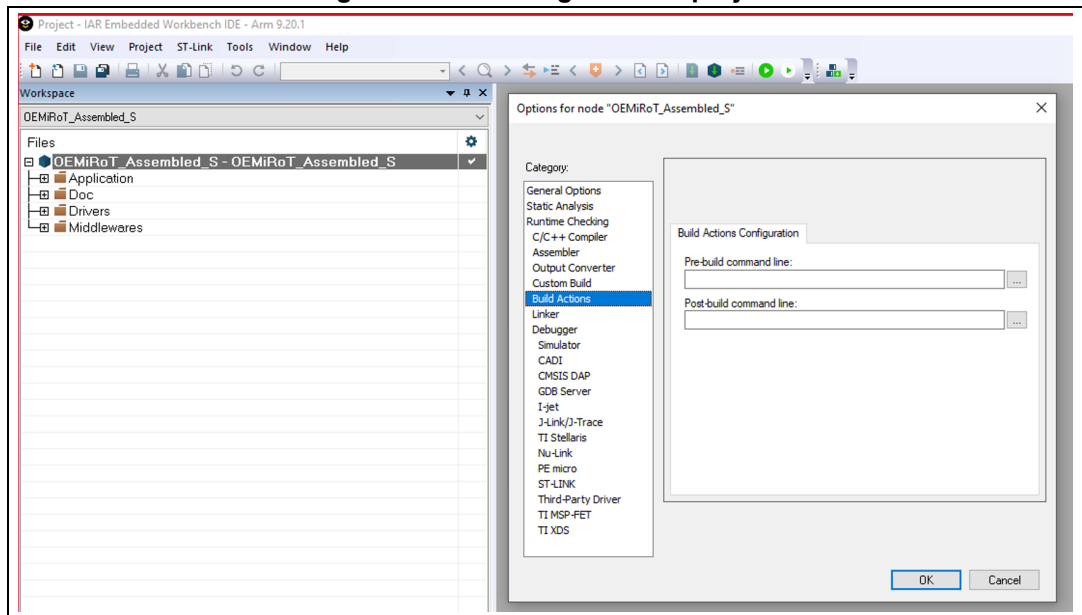 Project - IAR Embedded Workbench IDE - Arm 9.20.1
File Edit View Project ST-Link Tools Window Help
Workspace
OEMiRoT_Assembled_S
Files
OEMiRoT_Assembled_S - OEMiRoT_Assembled_S
Application
Doc
Drivers
Middlewares
Options for node "OEMiRoT_Assembled_S"
Category:
General Options
Static Analysis
Runtime Checking
C/C++ Compiler
Assembler
Output Converter
Custom Build
Build Actions
Linker
Debugger
Simulator
CADI
CMSIS DAP
GDB Server
I-jet
J-Link/J-Trace
TI Stellaris
Nu-Link
PE micro
ST-LINK
Third-Party Driver
TI MSP-FET
TI XDS
Build Actions Configuration
Pre-build command line:
...
Post-build command line:
...
OK Cancel